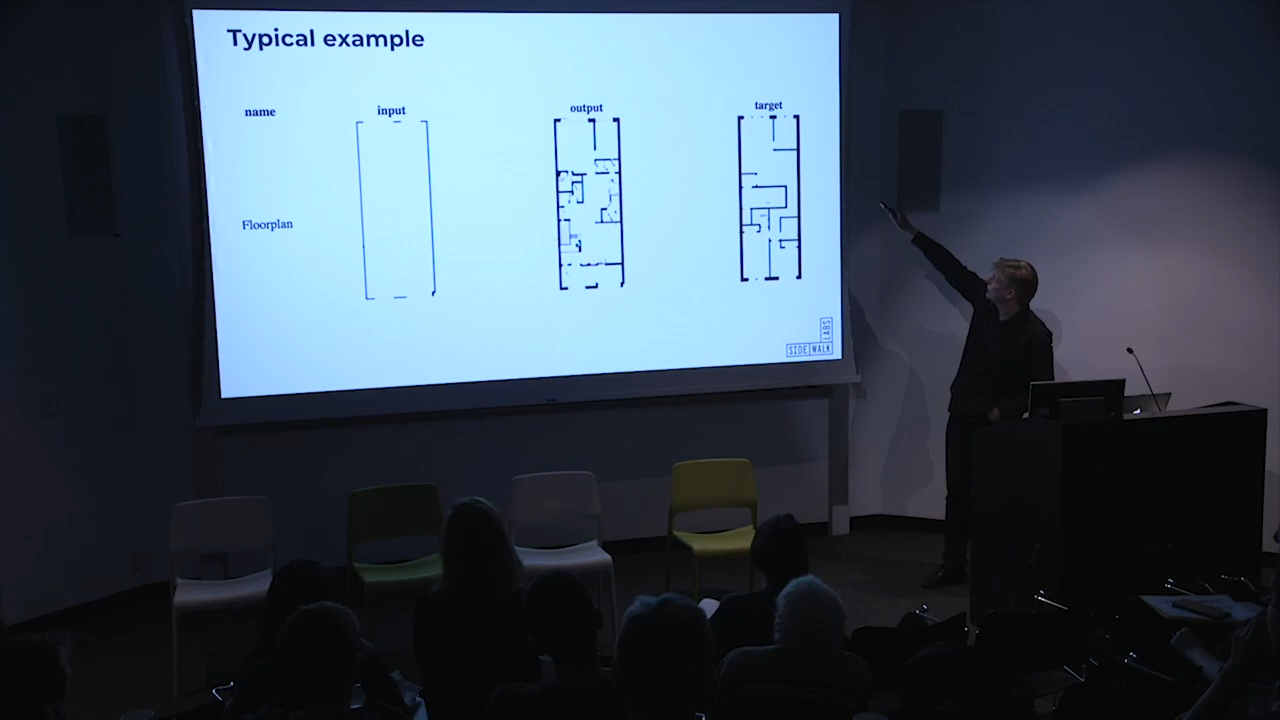 Typical example
name
input
output
target
Floorplan
SIDE WALK
LABS